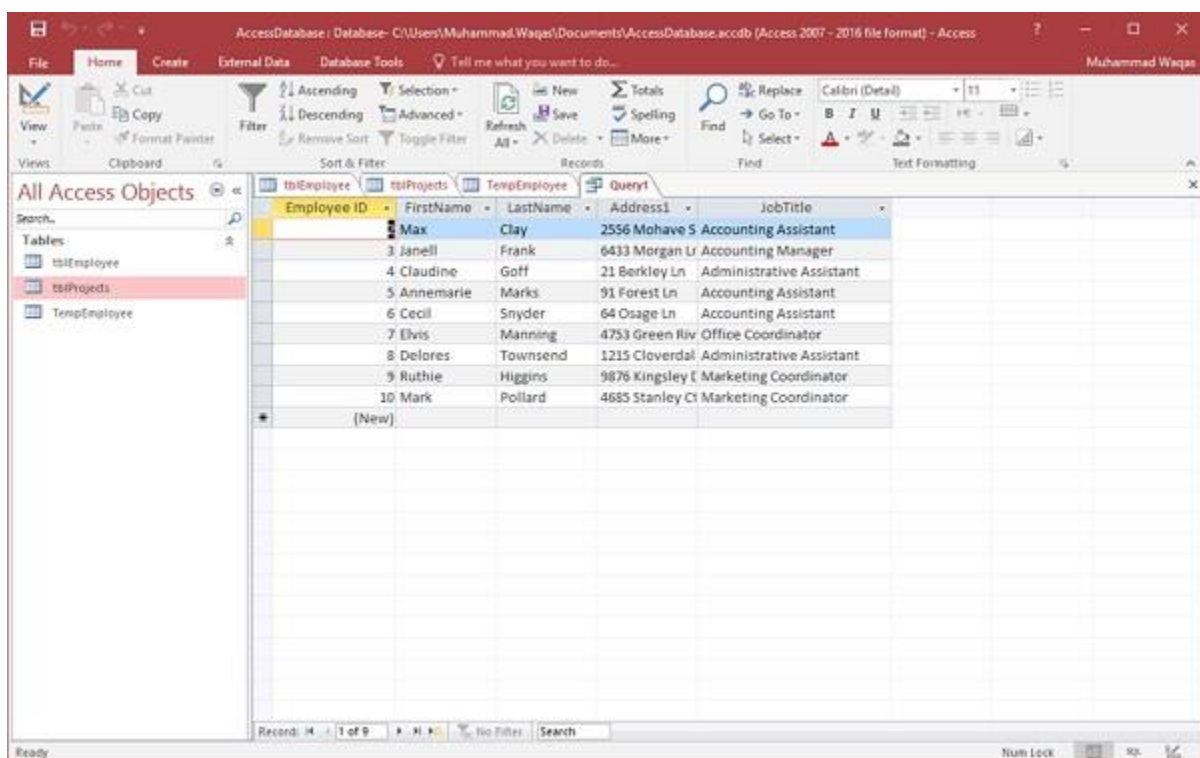 AccessDatabase : Database- C:\Users\Muhammad.Waqas\Documents\AccessDatabase.accdb (Access 2007 - 2016 file format) - Access ?
File Home Create External Data Database Tools Tell me what you want to do... Muhammad Waqas
View
Paste
Cut
Copy
Format Painter
Filter
Ascending
Descending
Remove Sort
Selection
Advanced
Toggle Filter
Refresh All
New
Save
Delete
Totals
Spelling
More
Find
Replace
Go To
Select
Calibri (Detail) 11
B I U
A
Views Clipboard Sort & Filter Records Find Text Formatting
All Access Objects
Search...
Tables
tblEmployee
tblProjects
TempEmployee
tblEmployee tblProjects TempEmployee Query1
Employee ID FirstName LastName Address1 JobTitle
Max Clay 2556 Mohave S Accounting Assistant
3 Janell Frank 6433 Morgan Ln Accounting Manager
4 Claudine Goff 21 Berkley Ln Administrative Assistant
5 Annemarie Marks 91 Forest Ln Accounting Assistant
6 Cecil Snyder 64 Osage Ln Accounting Assistant
7 Elvis Manning 4753 Green Riv Office Coordinator
8 Delores Townsend 1215 Cloverdal Administrative Assistant
9 Ruthie Higgins 9876 Kingsley D Marketing Coordinator
10 Mark Pollard 4685 Stanley Ct Marketing Coordinator
(New)
Record: 1 of 9 No Filter Search
Ready Num Lock SQL